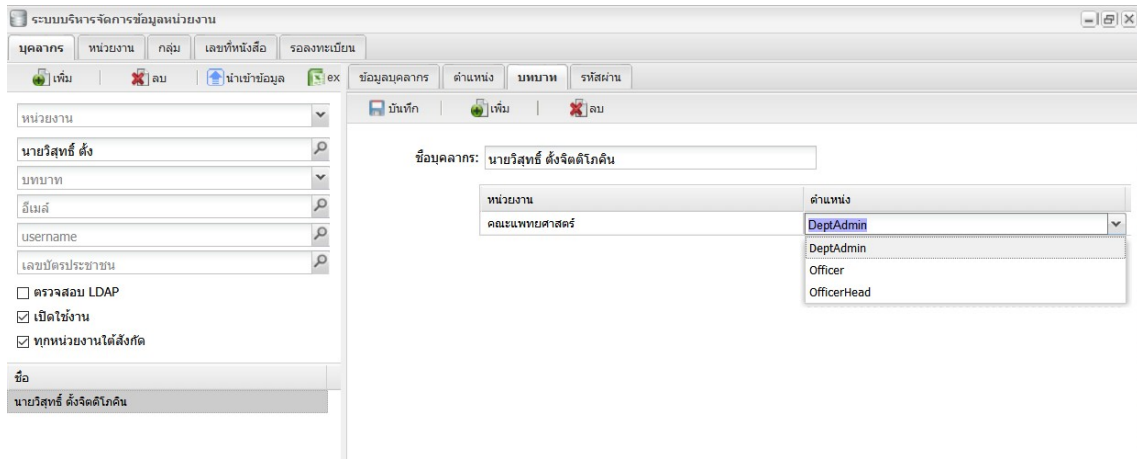 ระบบบริหารจัดการข้อมูลหน่วยงาน
บุคลากร หน่วยงาน กลุ่ม เลขที่หนังสือ รอลงทะเบียน
เพิ่ม ลบ นำเข้าข้อมูล ex
ข้อมูลบุคลากร ตำแหน่ง บทบาท รหัสผ่าน
บันทึก เพิ่ม ลบ
หน่วยงาน
นายวิสุทธิ์ ตั้ง
บทบาท
อีเมล์
username
เลขบัตรประชาชน
ตรวจสอบ LDAP
เปิดใช้งาน
ทุกหน่วยงานใต้สังกัด
ชื่อ
นายวิสุทธิ์ ตั้งจิตติโภคิน
ชื่อบุคลากร: นายวิสุทธิ์ ตั้งจิตติโภคิน
หน่วยงาน ตำแหน่ง
คณะแพทยศาสตร์ DeptAdmin
DeptAdmin
Officer
OfficerHead